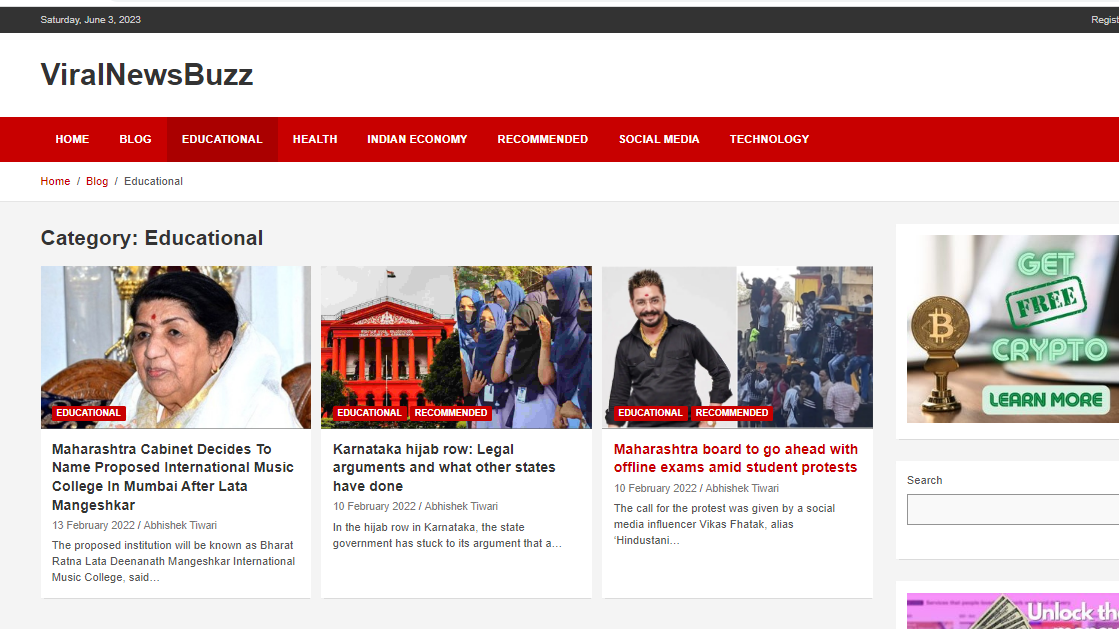 Saturday, June 3, 2023
Regist
ViralNewsBuzz
HOME
BLOG
EDUCATIONAL
HEALTH
INDIAN ECONOMY
RECOMMENDED
SOCIAL MEDIA
TECHNOLOGY
Home / Blog / Educational
Category: Educational
EDUCATIONAL
Maharashtra Cabinet Decides To
Name Proposed International Music
College In Mumbai After Lata
Mangeshkar
13 February 2022 / Abhishek Tiwari
The proposed institution will be known as Bharat
Ratna Lata Deenanath Mangeshkar International
Music College, said…
EDUCATIONAL RECOMMENDED
Karnataka hijab row: Legal
arguments and what other states
have done
10 February 2022 / Abhishek Tiwari
In the hijab row in Karnataka, the state
government has stuck to its argument that a…
EDUCATIONAL RECOMMENDED
Maharashtra board to go ahead with
offline exams amid student protests
10 February 2022 / Abhishek Tiwari
The call for the protest was given by a social
media influencer Vikas Fhatak, alias
‘Hindustani…
GET
FREE
CRYPTO
LEARN MORE
Search
Unlock the